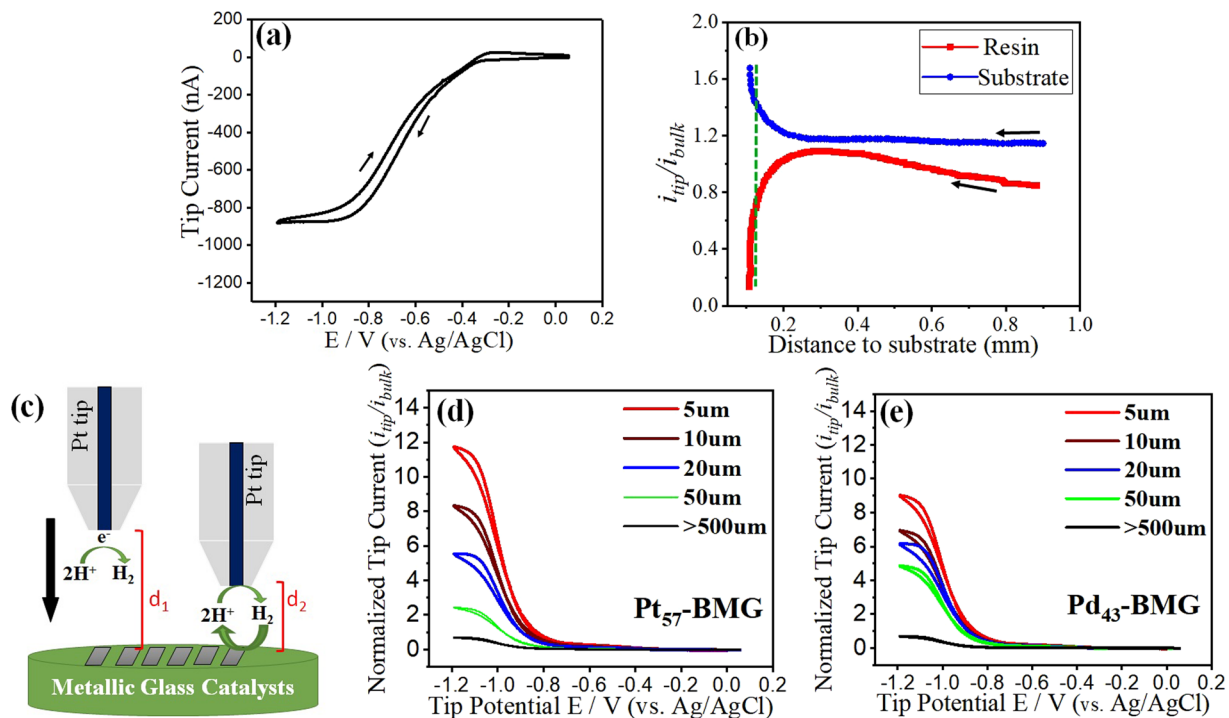 (a)
200
0
-200
-400
-600
-800
-1000
-1200
Tip Current (nA)
-1.2 -1.0 -0.8 -0.6 -0.4 -0.2 0.0 0.2
E / V (vs. Ag/AgCl)
(b)
2.0
1.6
1.2
0.8
0.4
0.0
i_tip/i_bulk
Resin
Substrate
0.2 0.4 0.6 0.8 1.0
Distance to substrate (mm)
(c)
Pt tip
Pt tip
e-
2H+ H2
d1
2H+ H2
d2
Metallic Glass Catalysts
(d)
Normalized Tip Current (i_tip/i_bulk)
14
12
10
8
6
4
2
0
5um
10um
20um
50um
>500um
Pt57-BMG
-1.2 -1.0 -0.8 -0.6 -0.4 -0.2 0.0
Tip Potential E / V (vs. Ag/AgCl)
(e)
Normalized Tip Current (i_tip/i_bulk)
14
12
10
8
6
4
2
0
5um
10um
20um
50um
>500um
Pd43-BMG
-1.2 -1.0 -0.8 -0.6 -0.4 -0.2 0.0 0.2
Tip Potential E / V (vs. Ag/AgCl)